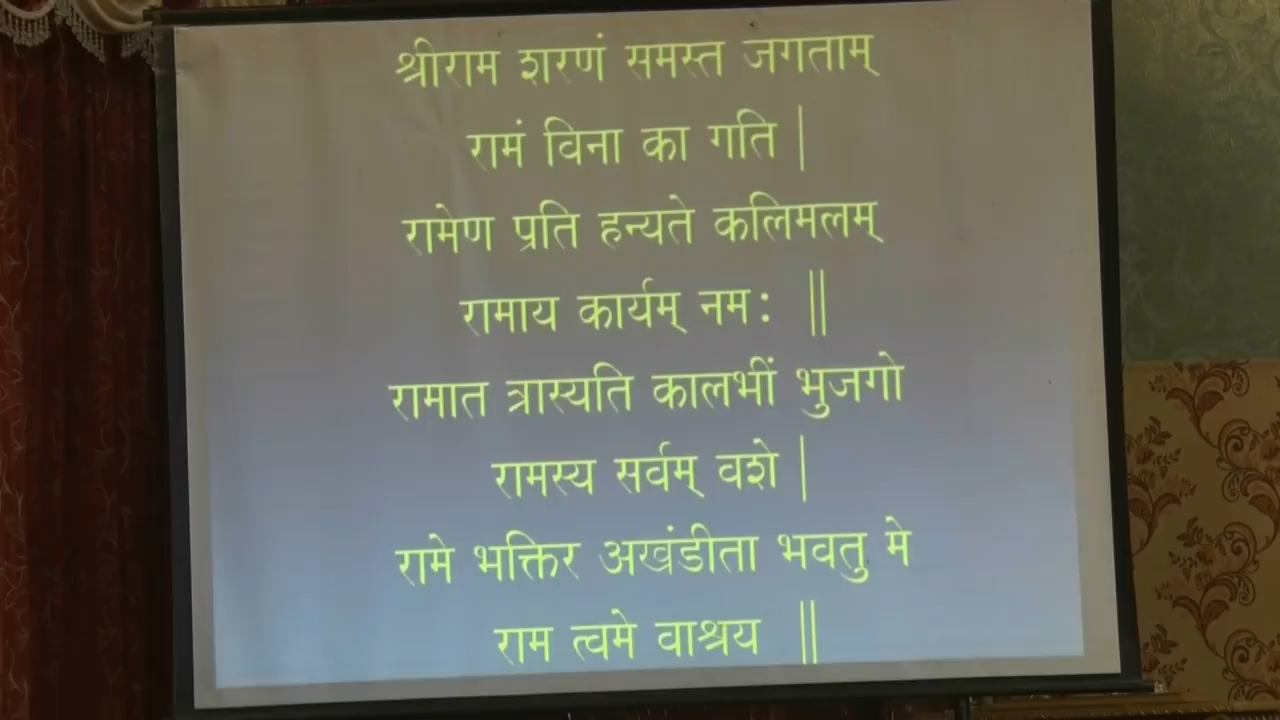 श्रीराम शरणं समस्त जगताम्
रामं विना का गति |
रामेण प्रति हन्यते कलिमलम्
रामाय कार्यम् नमः ||
रामात त्रास्यति कालभीं भुजगो
रामस्य सर्वम् वशे |
रामे भक्तिर अखंडीता भवतु मे
राम त्वमे वाश्रय ||